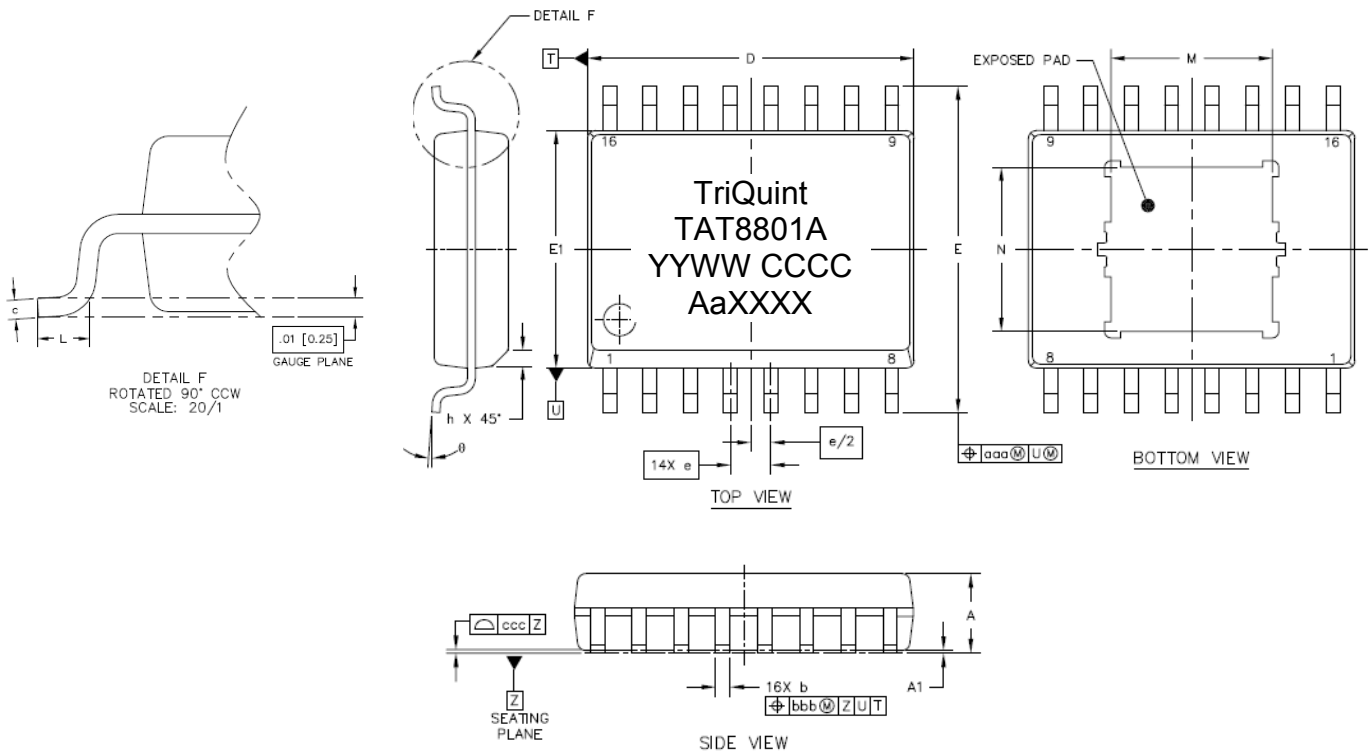 DETAIL F
T
D
16
9
TriQuint
TAT8801A
YYWW CCCC
AaXXXX
1
8
E1
E
U
h X 45°
θ
14X e
e/2
TOP VIEW
⌖ aaa Ⓜ U Ⓜ
EXPOSED PAD
M
N
9
16
8
1
BOTTOM VIEW
c
L
.01 [0.25]
GAUGE PLANE
DETAIL F
ROTATED 90° CCW
SCALE: 20/1
⌓ ccc Z
Z
SEATING
PLANE
16X b
⌖ bbb Ⓜ Z U T
A
A1
SIDE VIEW